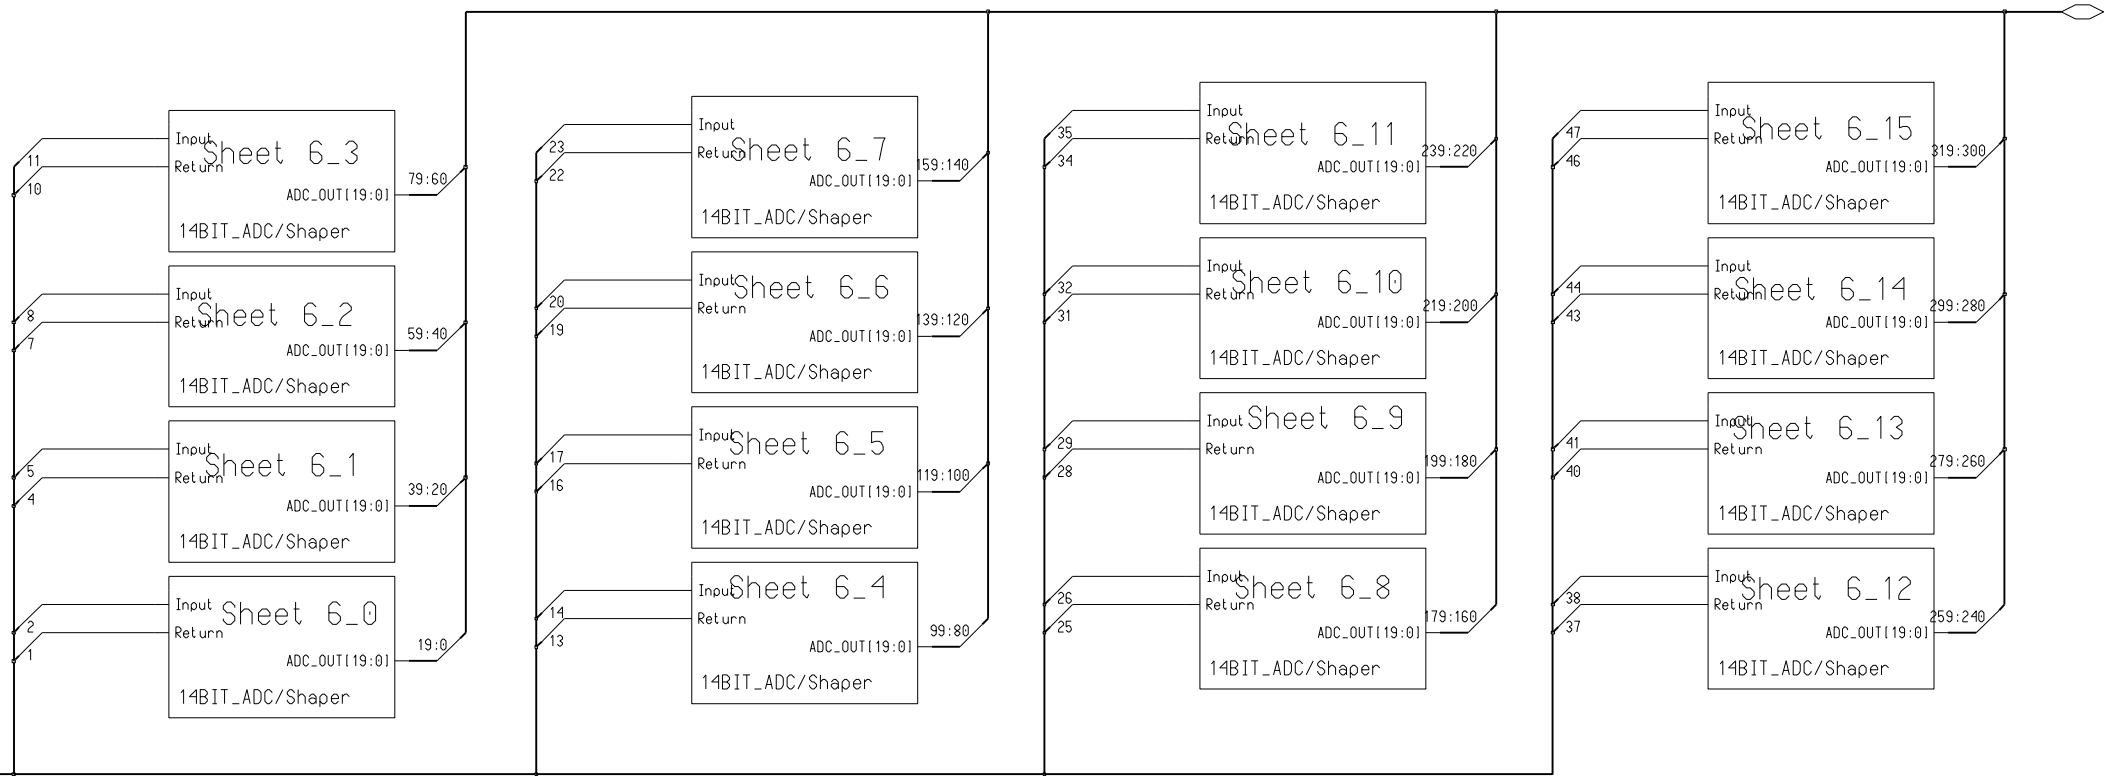 11
10
Input
Return
Sheet 6_3
ADC_OUT[19:0]
79:60
14BIT_ADC/Shaper
8
7
Input
Return
Sheet 6_2
ADC_OUT[19:0]
59:40
14BIT_ADC/Shaper
5
4
Input
Return
Sheet 6_1
ADC_OUT[19:0]
39:20
14BIT_ADC/Shaper
2
1
Input
Return
Sheet 6_0
ADC_OUT[19:0]
19:0
14BIT_ADC/Shaper
23
22
Input
Return
Sheet 6_7
ADC_OUT[19:0]
159:140
14BIT_ADC/Shaper
20
19
Input
Return
Sheet 6_6
ADC_OUT[19:0]
139:120
14BIT_ADC/Shaper
17
16
Input
Return
Sheet 6_5
ADC_OUT[19:0]
119:100
14BIT_ADC/Shaper
14
13
Input
Return
Sheet 6_4
ADC_OUT[19:0]
99:80
14BIT_ADC/Shaper
35
34
Input
Return
Sheet 6_11
ADC_OUT[19:0]
239:220
14BIT_ADC/Shaper
32
31
Input
Return
Sheet 6_10
ADC_OUT[19:0]
219:200
14BIT_ADC/Shaper
29
28
Input
Return
Sheet 6_9
ADC_OUT[19:0]
199:180
14BIT_ADC/Shaper
26
25
Input
Return
Sheet 6_8
ADC_OUT[19:0]
179:160
14BIT_ADC/Shaper
47
46
Input
Return
Sheet 6_15
ADC_OUT[19:0]
319:300
14BIT_ADC/Shaper
44
43
Input
Return
Sheet 6_14
ADC_OUT[19:0]
299:280
14BIT_ADC/Shaper
41
40
Input
Return
Sheet 6_13
ADC_OUT[19:0]
279:260
14BIT_ADC/Shaper
38
37
Input
Return
Sheet 6_12
ADC_OUT[19:0]
259:240
14BIT_ADC/Shaper